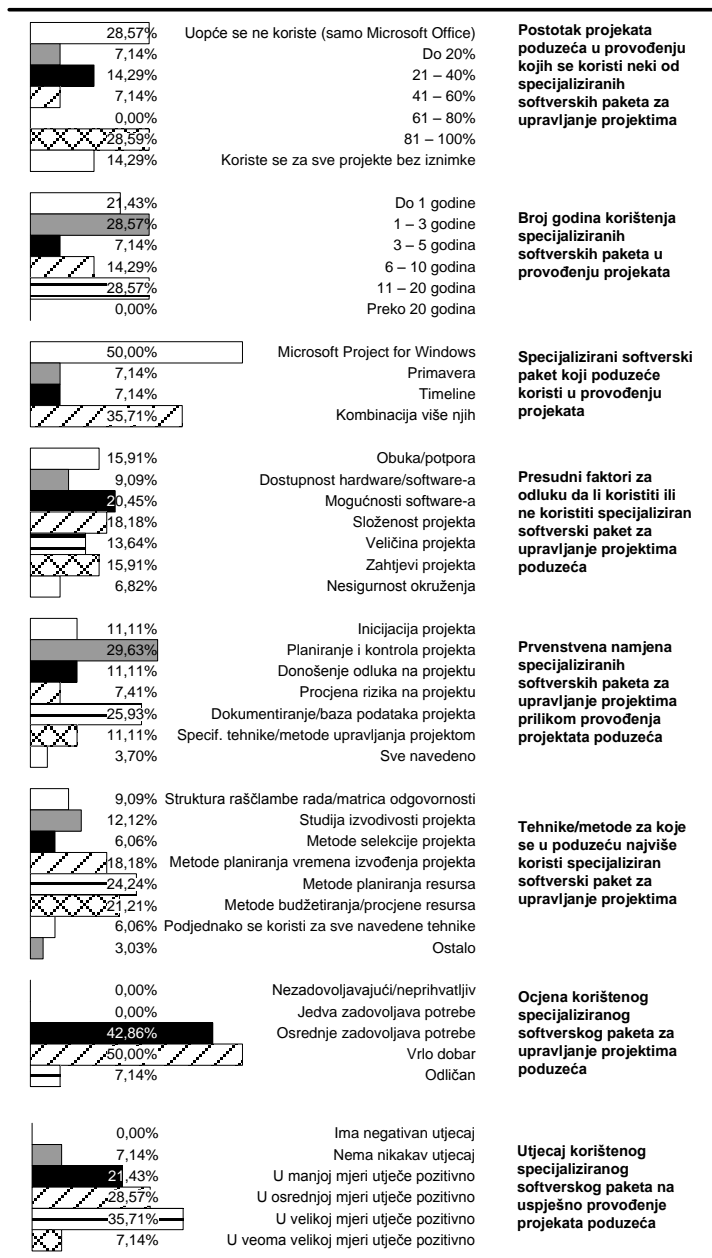 28,57% Uopće se ne koriste (samo Microsoft Office)
7,14% Do 20%
14,29% 21 – 40%
7,14% 41 – 60%
0,00% 61 – 80%
28,59% 81 – 100%
14,29% Koriste se za sve projekte bez iznimke
Postotak projekata
poduzeća u provođenju
kojih se koristi neki od
specijaliziranih
softverskih paketa za
upravljanje projektima
21,43% Do 1 godine
28,57% 1 – 3 godine
7,14% 3 – 5 godina
14,29% 6 – 10 godina
28,57% 11 – 20 godina
0,00% Preko 20 godina
Broj godina korištenja
specijaliziranih
softverskih paketa u
provođenju projekata
50,00% Microsoft Project for Windows
7,14% Primavera
7,14% Timeline
35,71% Kombinacija više njih
Specijalizirani softverski
paket koji poduzeće
koristi u provođenju
projekata
15,91% Obuka/potpora
9,09% Dostupnost hardware/software-a
20,45% Mogućnosti software-a
18,18% Složenost projekta
13,64% Veličina projekta
15,91% Zahtjevi projekta
6,82% Nesigurnost okruženja
Presudni faktori za
odluku da li koristiti ili
ne koristiti specijaliziran
softverski paket za
upravljanje projektima
poduzeća
11,11% Inicijacija projekta
29,63% Planiranje i kontrola projekta
11,11% Donošenje odluka na projektu
7,41% Procjena rizika na projektu
25,93% Dokumentiranje/baza podataka projekta
11,11% Specif. tehnike/metode upravljanja projektom
3,70% Sve navedeno
Prvenstvena namjena
specijaliziranih
softverskih paketa za
upravljanje projektima
prilikom provođenja
projektata poduzeća
9,09% Struktura raščlambe rada/matrica odgovornosti
12,12% Studija izvodivosti projekta
6,06% Metode selekcije projekta
18,18% Metode planiranja vremena izvođenja projekta
24,24% Metode planiranja resursa
21,21% Metode budžetiranja/procjene resursa
6,06% Podjednako se koristi za sve navedene tehnike
3,03% Ostalo
Tehnike/metode za koje
se u poduzeću najviše
koristi specijaliziran
softverski paket za
upravljanje projektima
0,00% Nezadovoljavajući/neprihvatljiv
0,00% Jedva zadovoljava potrebe
42,86% Osrednje zadovoljava potrebe
50,00% Vrlo dobar
7,14% Odličan
Ocjena korištenog
specijaliziranog
softverskog paketa za
upravljanje projektima
poduzeća
0,00% Ima negativan utjecaj
7,14% Nema nikakav utjecaj
21,43% U manjoj mjeri utječe pozitivno
28,57% U osrednjoj mjeri utječe pozitivno
35,71% U velikoj mjeri utječe pozitivno
7,14% U veoma velikoj mjeri utječe pozitivno
Utjecaj korištenog
specijaliziranog
softverskog paketa na
uspješno provođenje
projekata poduzeća